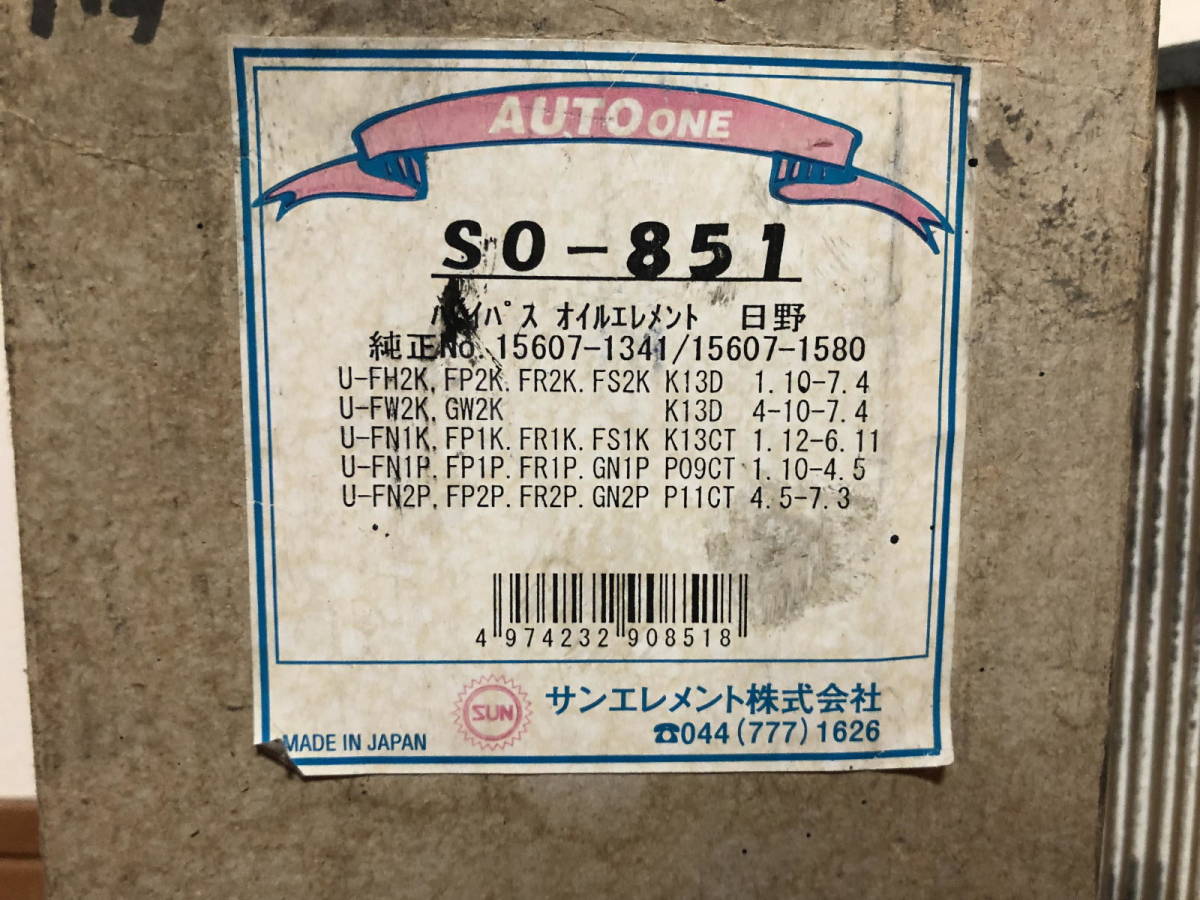 AUTO ONE
SO-851
バイパス オイルエレメント 日野
純正No.15607-1341/15607-1580
U-FH2K.FP2K.FR2K.FS2K K13D 1.10-7.4
U-FW2K.GW2K K13D 4-10-7.4
U-FN1K.FP1K.FR1K.FS1K K13CT 1.12-6.11
U-FN1P.FP1P.FR1P.GN1P P09CT 1.10-4.5
U-FN2P.FP2P.FR2P.GN2P P11CT 4.5-7.3
4 974232 908518
SUN サンエレメント株式会社
☎044(777)1626
MADE IN JAPAN